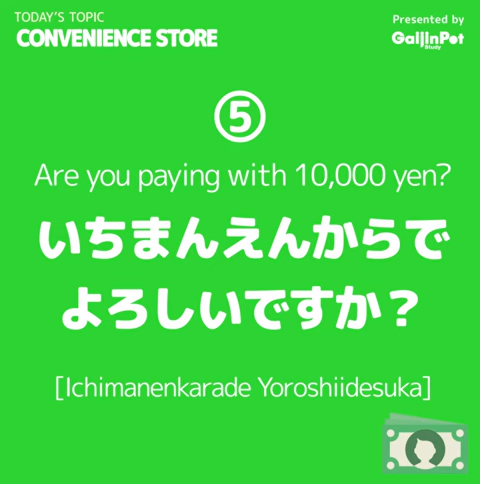 TODAY'S TOPIC
CONVENIENCE STORE
Presented by
GaijinPot
Study
⑤
Are you paying with 10,000 yen?
いちまんえんからで
よろしいですか？
[Ichimanenkarade Yoroshiidesuka]